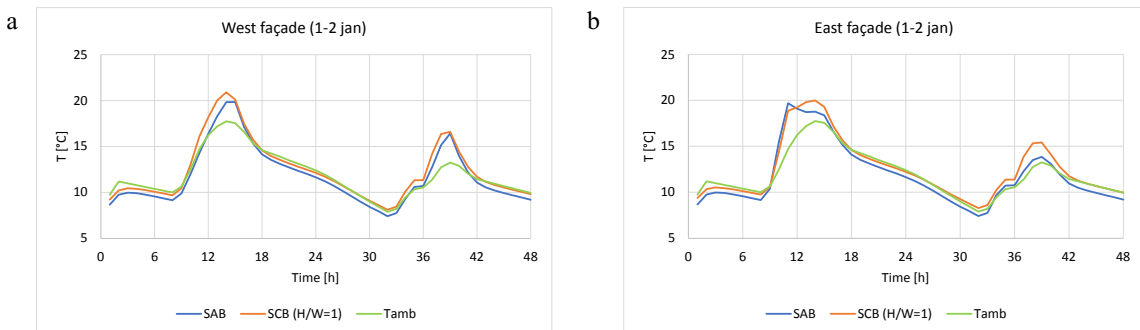 a
West façade (1-2 jan)
25
20
15
10
5
T [°C]
0 6 12 18 24 30 36 42 48
Time [h]
SAB SCB (H/W=1) Tamb
b
East façade (1-2 jan)
25
20
15
10
5
T [°C]
0 6 12 18 24 30 36 42 48
Time [h]
SAB SCB (H/W=1) Tamb